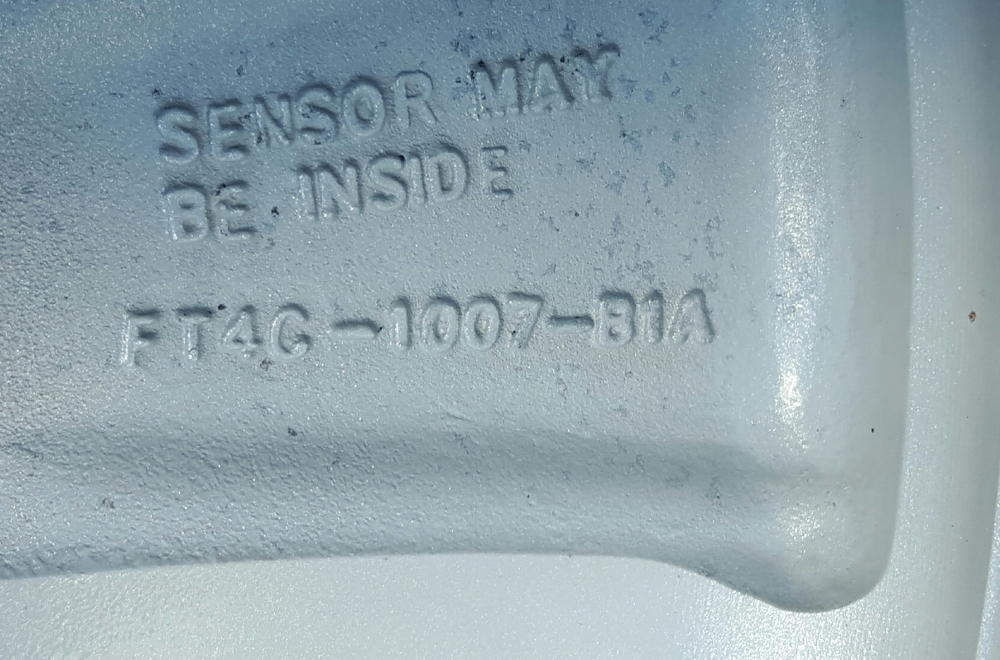 SENSOR MAY
BE INSIDE
FT4C-1007-B1A